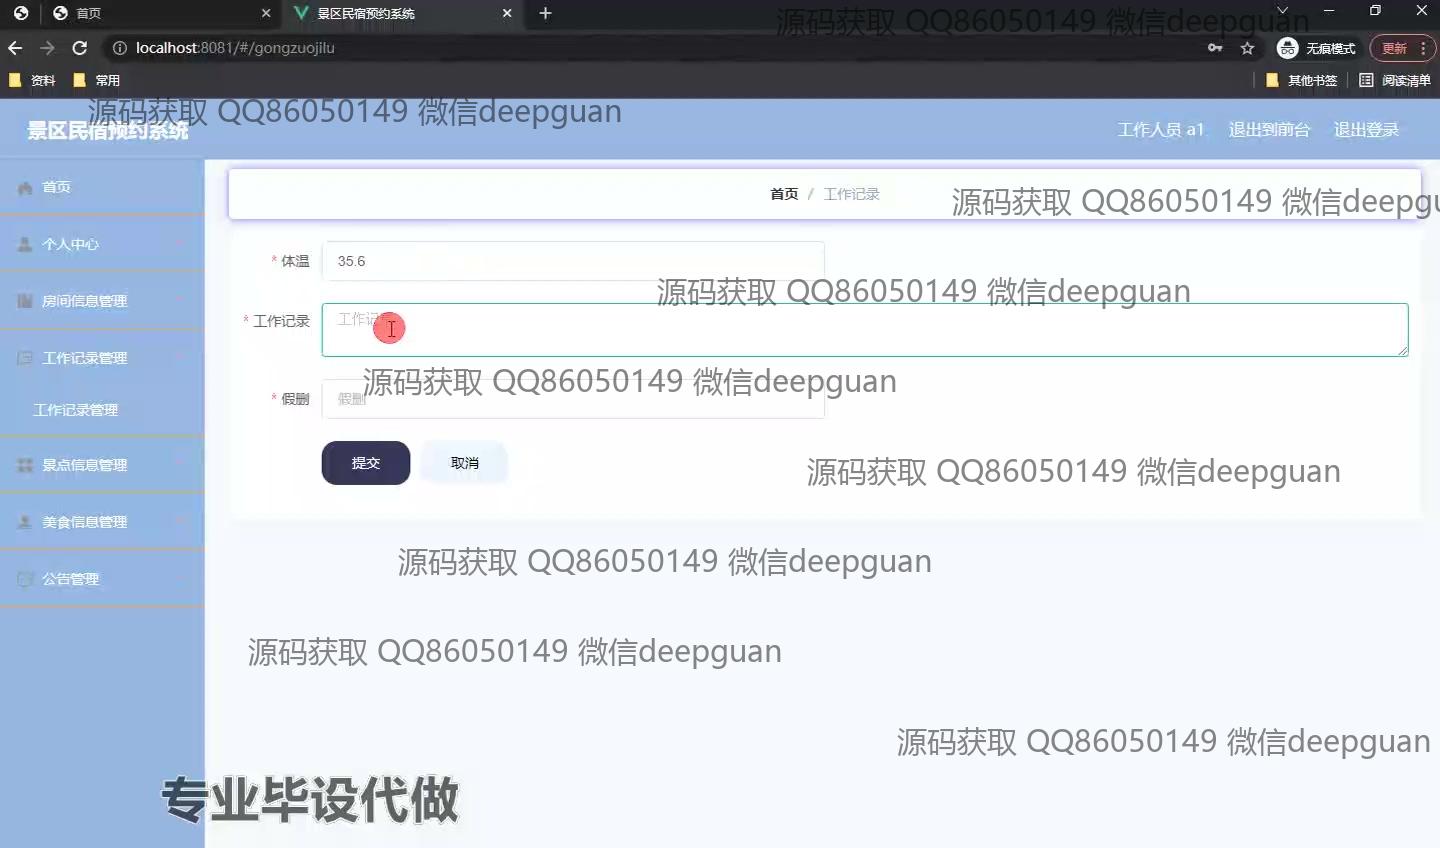 首页
景区民宿预约系统
源码获取 QQ86050149 微信deepguan
localhost:8081/#/gongzuojilu
无痕模式
更新
资料
常用
其他书签
阅读清单
源码获取 QQ86050149 微信deepguan
景区民宿预约系统
工作人员 a1
退出到前台
退出登录
首页
首页 / 工作记录
源码获取 QQ86050149 微信deepgu
个人中心
* 体温
35.6
房间信息管理
源码获取 QQ86050149 微信deepguan
* 工作记录
工作记
工作记录管理
源码获取 QQ86050149 微信deepguan
* 假删
假删
工作记录管理
提交
取消
景点信息管理
源码获取 QQ86050149 微信deepguan
美食信息管理
源码获取 QQ86050149 微信deepguan
公告管理
源码获取 QQ86050149 微信deepguan
源码获取 QQ86050149 微信deepguan
专业毕设代做